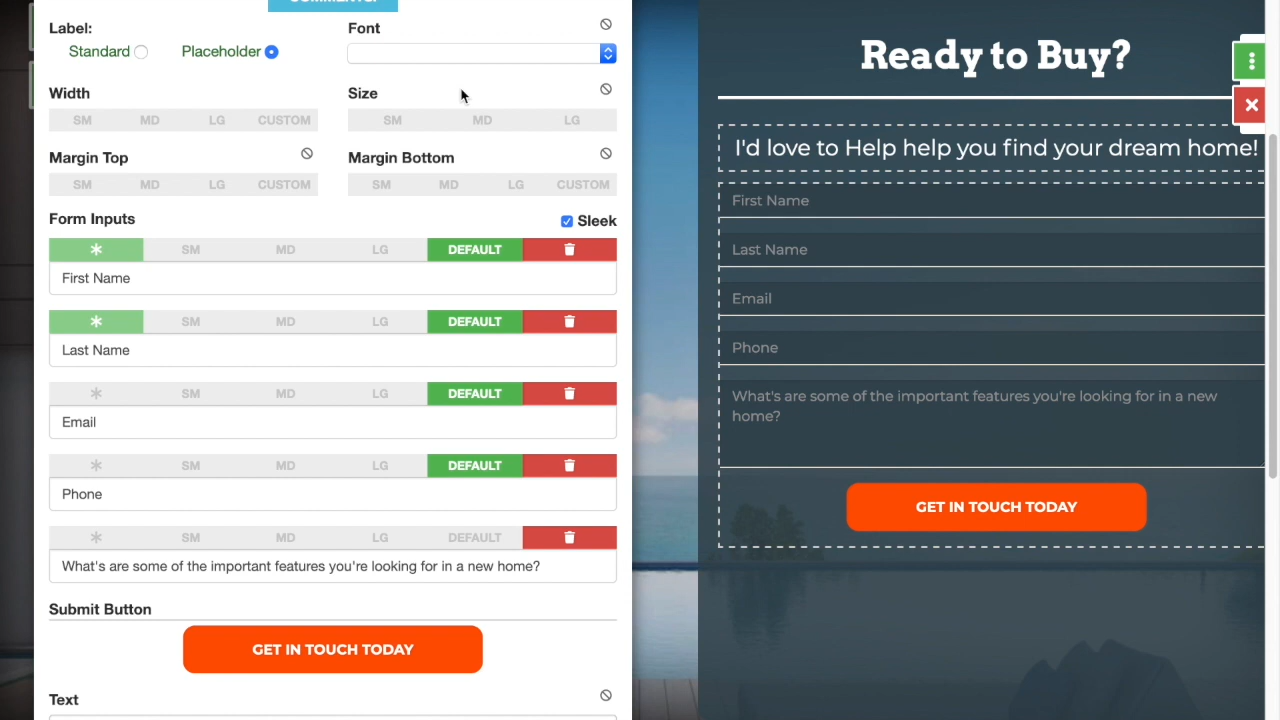 COMMENTS!
Label:
Standard
Placeholder
Font
Width
SM MD LG CUSTOM
Size
SM MD LG
Margin Top
SM MD LG CUSTOM
Margin Bottom
SM MD LG CUSTOM
Form Inputs
Sleek
SM MD LG DEFAULT
First Name
SM MD LG DEFAULT
Last Name
SM MD LG DEFAULT
Email
SM MD LG DEFAULT
Phone
SM MD LG DEFAULT
What's are some of the important features you're looking for in a new home?
Submit Button
GET IN TOUCH TODAY
Text
Ready to Buy?
I'd love to Help help you find your dream home!
First Name
Last Name
Email
Phone
What's are some of the important features you're looking for in a new
home?
GET IN TOUCH TODAY